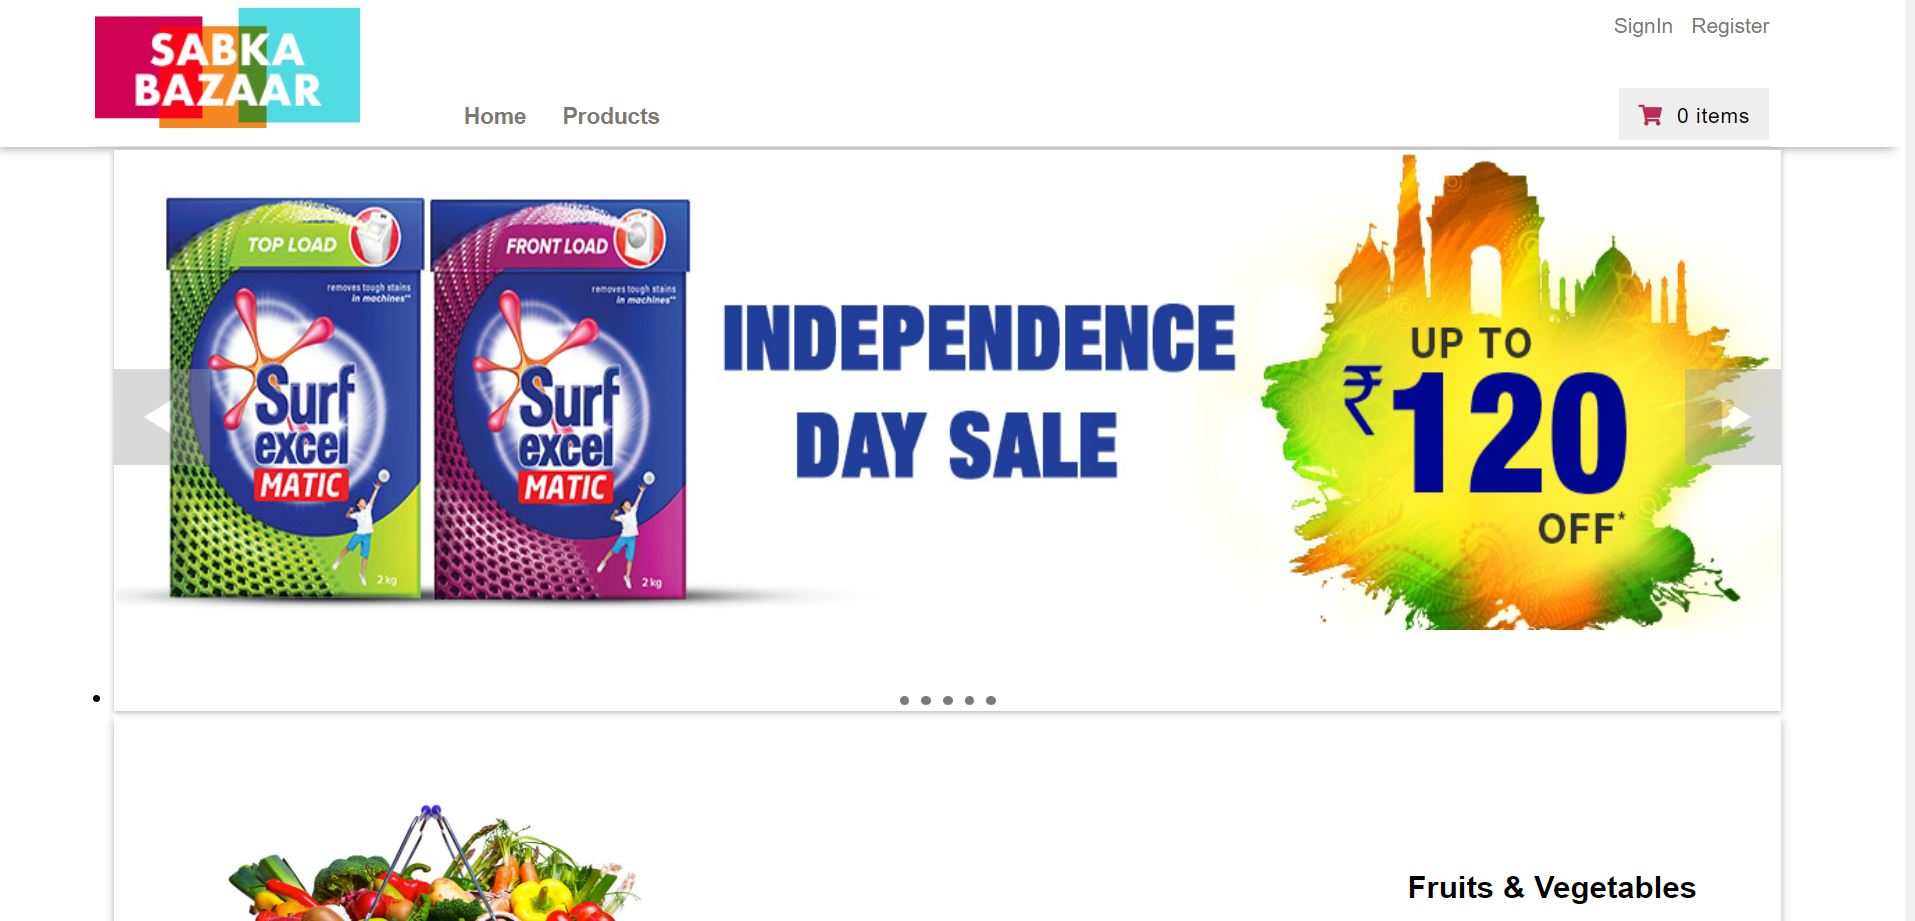 SABKA
BAZAAR
SignIn Register
Home Products
0 items
TOP LOAD
removes tough stains
in machines**
Surf
excel
MATIC
2 kg
FRONT LOAD
removes tough stains
in machines**
Surf
excel
MATIC
2 kg
INDEPENDENCE
DAY SALE
UP TO
₹120
OFF*
Fruits & Vegetables